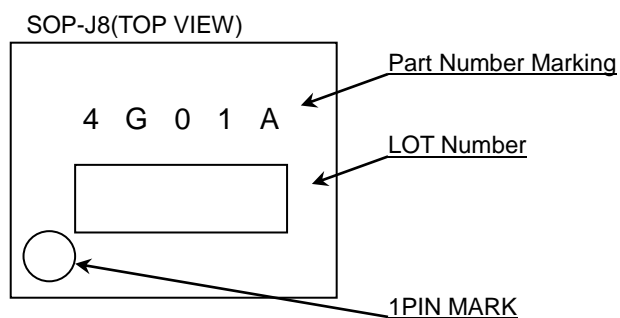 SOP-J8(TOP VIEW)
Part Number Marking
4 G 0 1 A
LOT Number
1PIN MARK